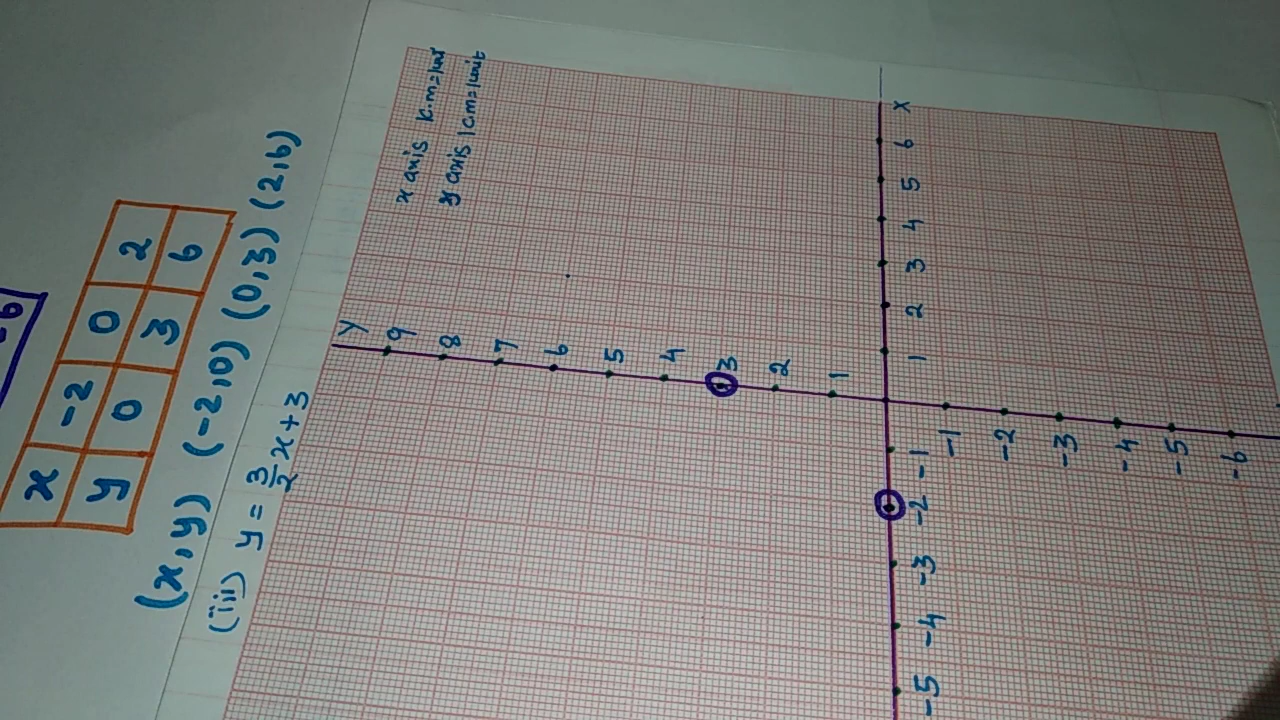 x -2 0 2
y 0 3 6
(x,y) (-2,0) (0,3) (2,6)
(iii) y = 3/2 x + 3
x axis 1c.m=1unit
y axis 1c.m=1unit
Y
9
8
7
6
5
4
3
2
1
-5 -4 -3 -2 -1 1 2 3 4 5 6 X
-1
-2
-3
-4
-5
-6